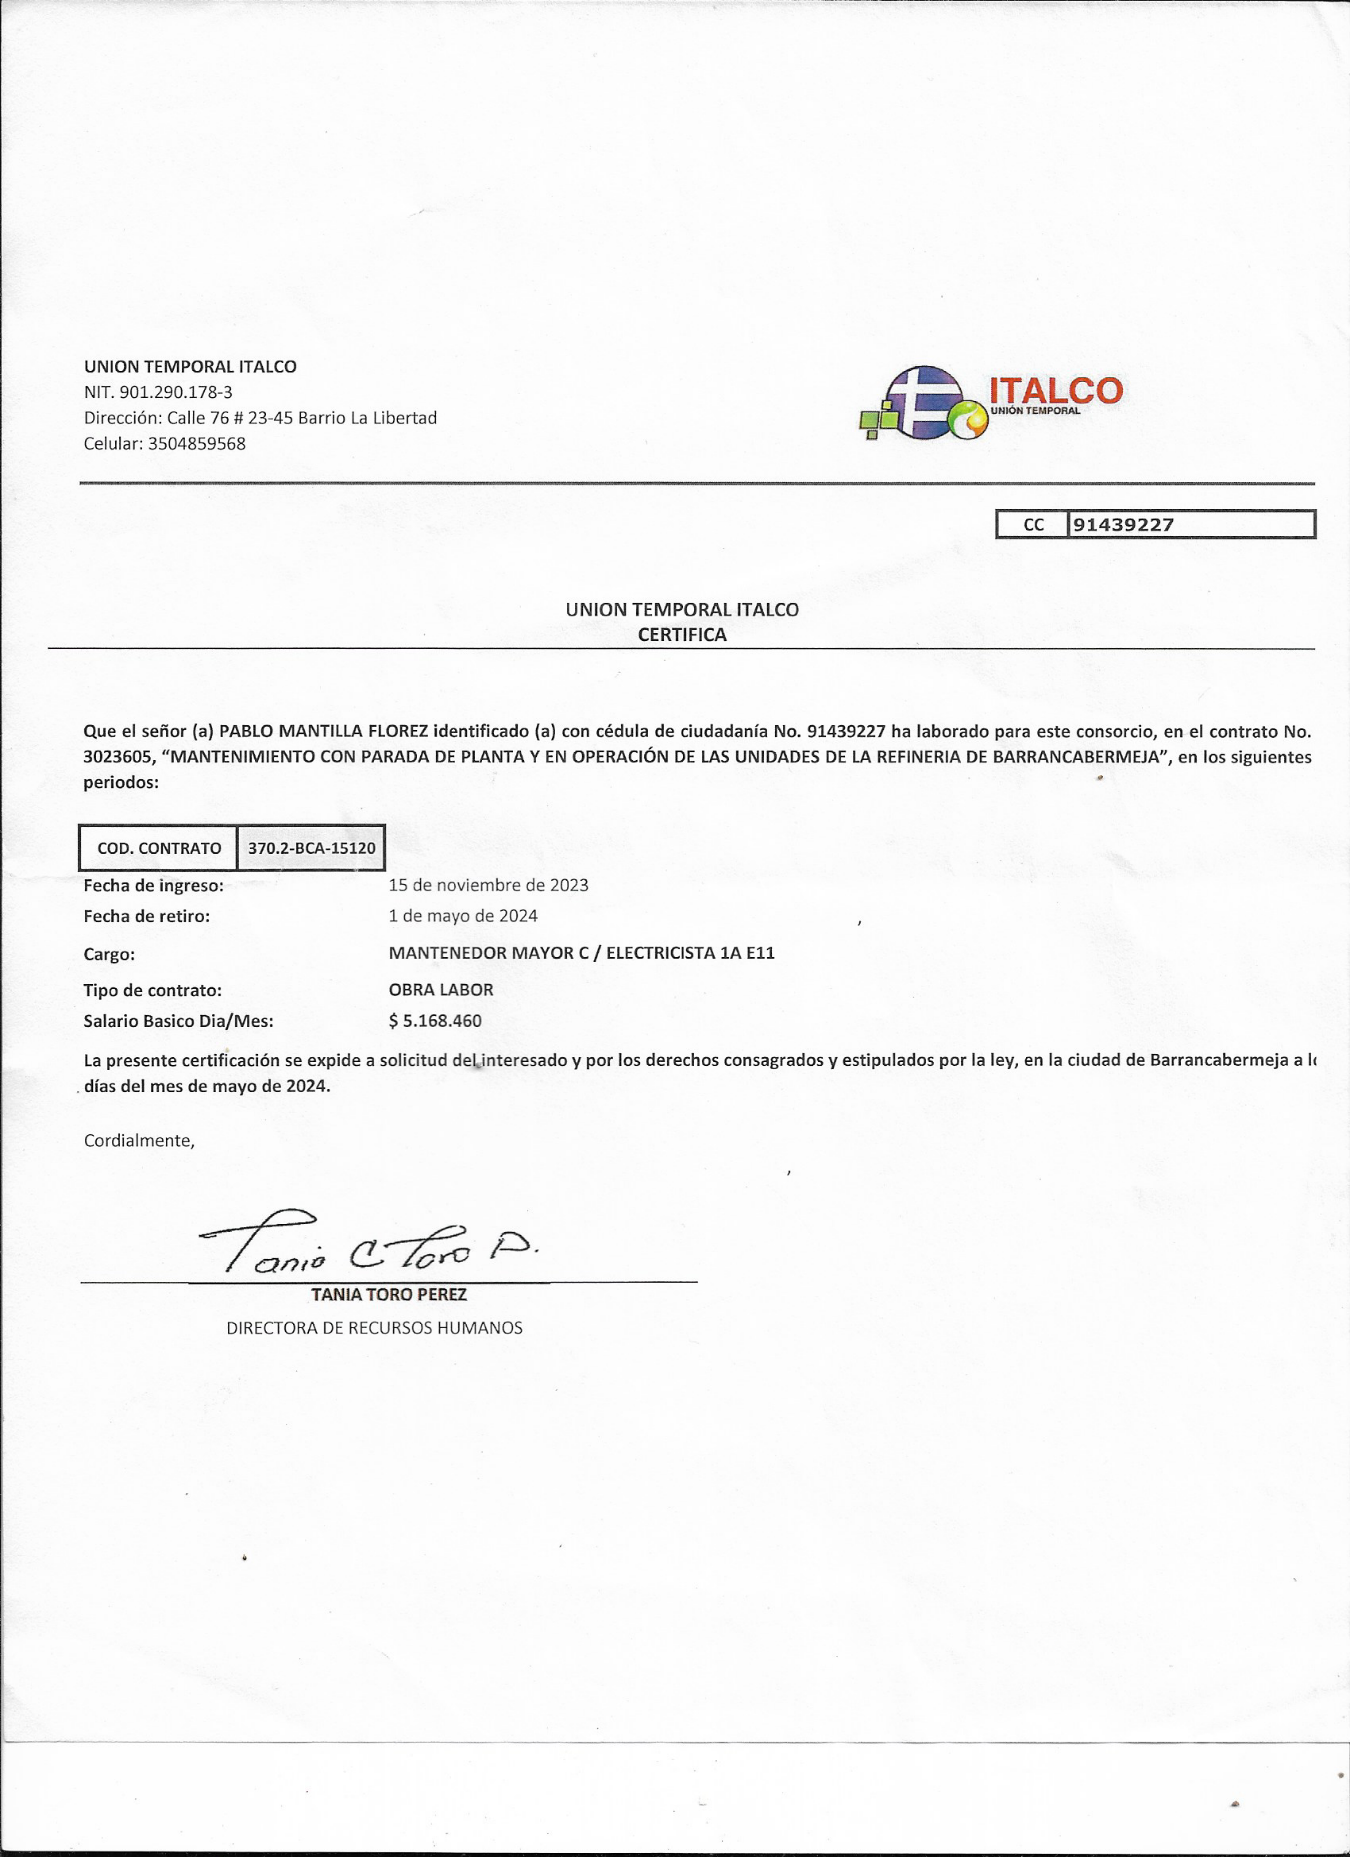 UNION TEMPORAL ITALCO
NIT. 901.290.178-3
Dirección: Calle 76 # 23-45 Barrio La Libertad
Celular: 3504859568
ITALCO
UNIÓN TEMPORAL
CC 91439227
UNION TEMPORAL ITALCO
CERTIFICA
Que el señor (a) PABLO MANTILLA FLOREZ identificado (a) con cédula de ciudadanía No. 91439227 ha laborado para este consorcio, en el contrato No.
3023605, “MANTENIMIENTO CON PARADA DE PLANTA Y EN OPERACIÓN DE LAS UNIDADES DE LA REFINERIA DE BARRANCABERMEJA”, en los siguientes
periodos:
COD. CONTRATO 370.2-BCA-15120
Fecha de ingreso: 15 de noviembre de 2023
Fecha de retiro: 1 de mayo de 2024
Cargo: MANTENEDOR MAYOR C / ELECTRICISTA 1A E11
Tipo de contrato: OBRA LABOR
Salario Basico Dia/Mes: $ 5.168.460
La presente certificación se expide a solicitud del interesado y por los derechos consagrados y estipulados por la ley, en la ciudad de Barrancabermeja a
días del mes de mayo de 2024.
Cordialmente,
Tania C Toro P.
TANIA TORO PEREZ
DIRECTORA DE RECURSOS HUMANOS